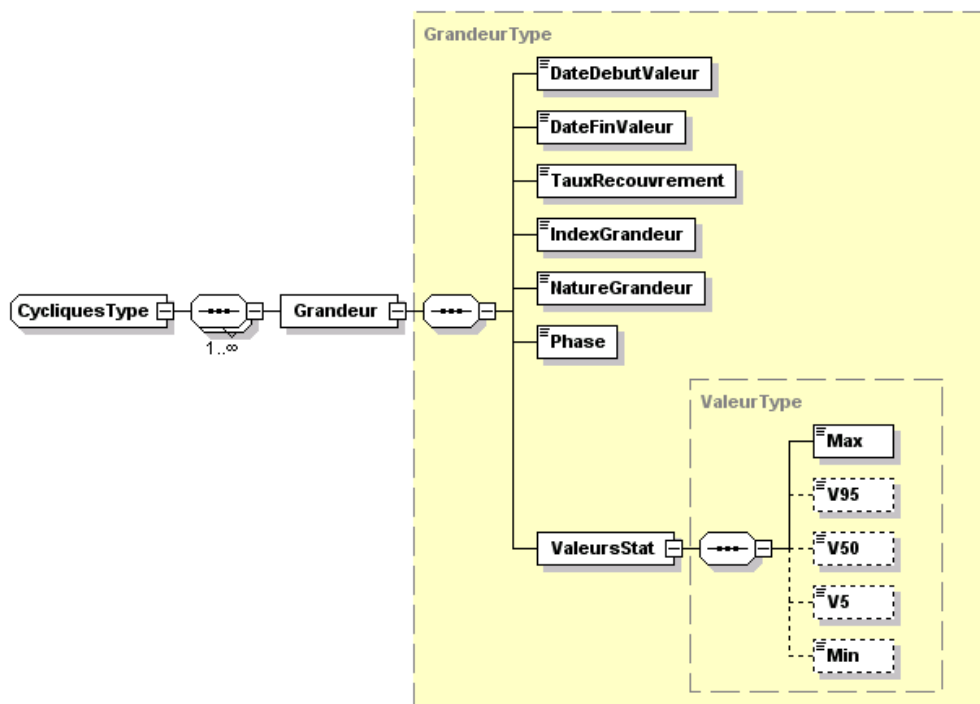 GrandeurType
DateDebutValeur
DateFinValeur
TauxRecouvrement
IndexGrandeur
NatureGrandeur
CycliquesType
Grandeur
1..∞
Phase
ValeurType
Max
V95
ValeursStat
V50
V5
Min